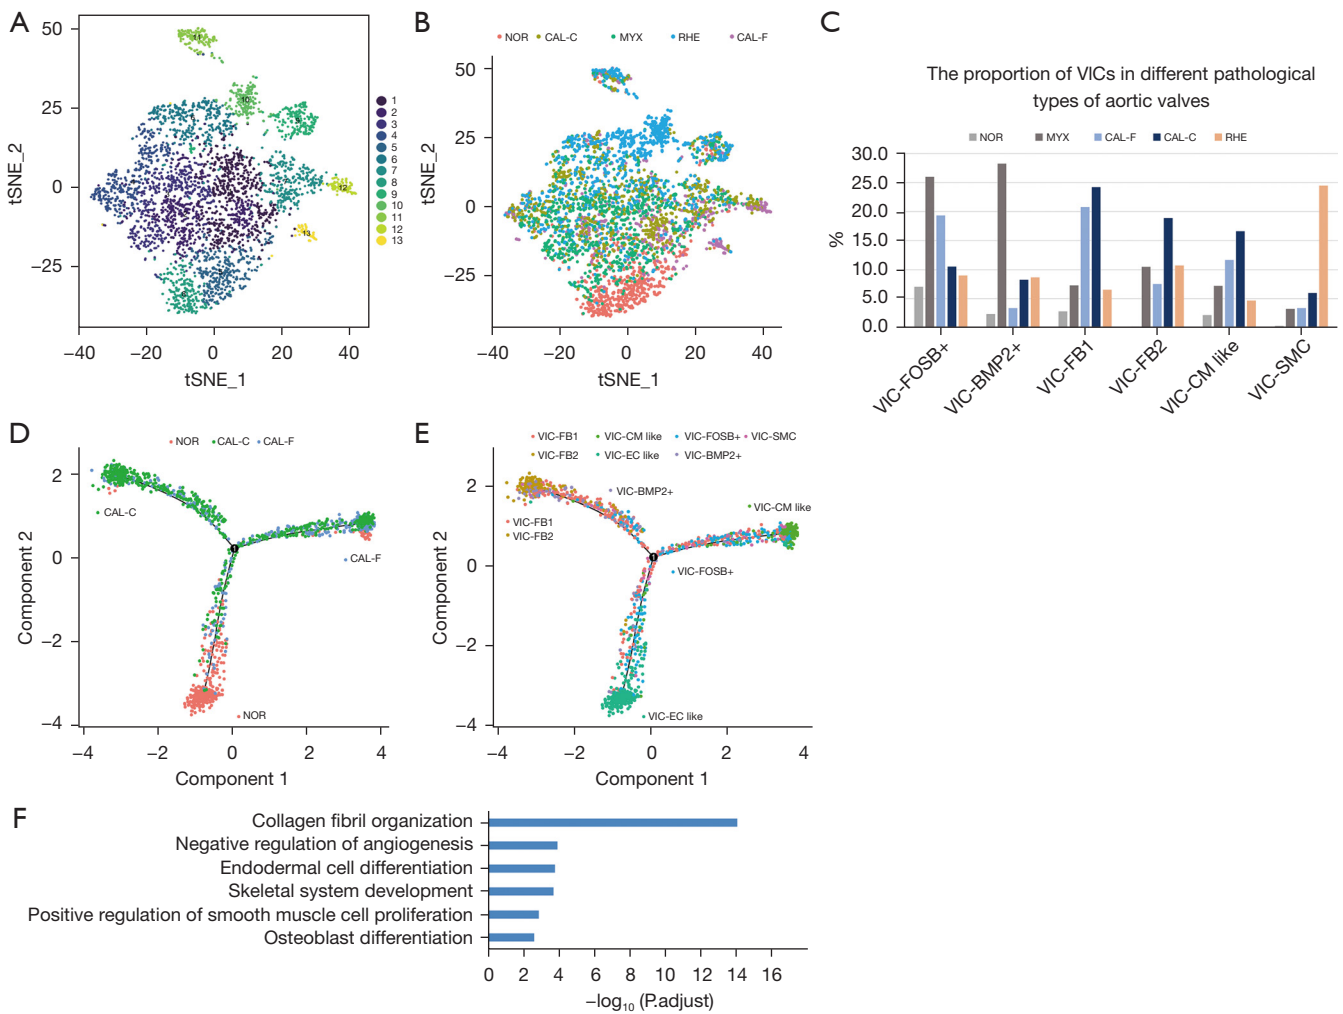 A
50
25
0
−25
tSNE_2
−40
−20
0
20
40
tSNE_1
11
10
9
12
13
1
2
3
4
5
6
7
8
9
10
11
12
13
B
NOR CAL-C MYX RHE CAL-F
50
25
0
−25
tSNE_2
−40
−20
0
20
40
tSNE_1
C
The proportion of VICs in different pathological
types of aortic valves
NOR MYX CAL-F CAL-C RHE
30.0
20.0
15.0
10.0
5.0
0.0
%
VIC-FOSB+
VIC-BMP2+
VIC-FB1
VIC-FB2
VIC-CM like
VIC-SMC
D
NOR CAL-C CAL-F
2
0
−2
−4
Component 2
CAL-C
CAL-F
NOR
1
−4
−2
0
2
4
Component 1
E
VIC-FB1 VIC-CM like VIC-FOSB+ VIC-SMC
VIC-FB2 VIC-EC like VIC-BMP2+
2
0
−2
−4
Component 2
VIC-BMP2+
VIC-CM like
VIC-FB1
VIC-FB2
VIC-FOSB+
VIC-EC like
1
−4
−2
0
2
4
Component 1
F
Collagen fibril organization
Negative regulation of angiogenesis
Endodermal cell differentiation
Skeletal system development
Positive regulation of smooth muscle cell proliferation
Osteoblast differentiation
0 2 4 6 8 10 12 14 16
−log10 (P.adjust)